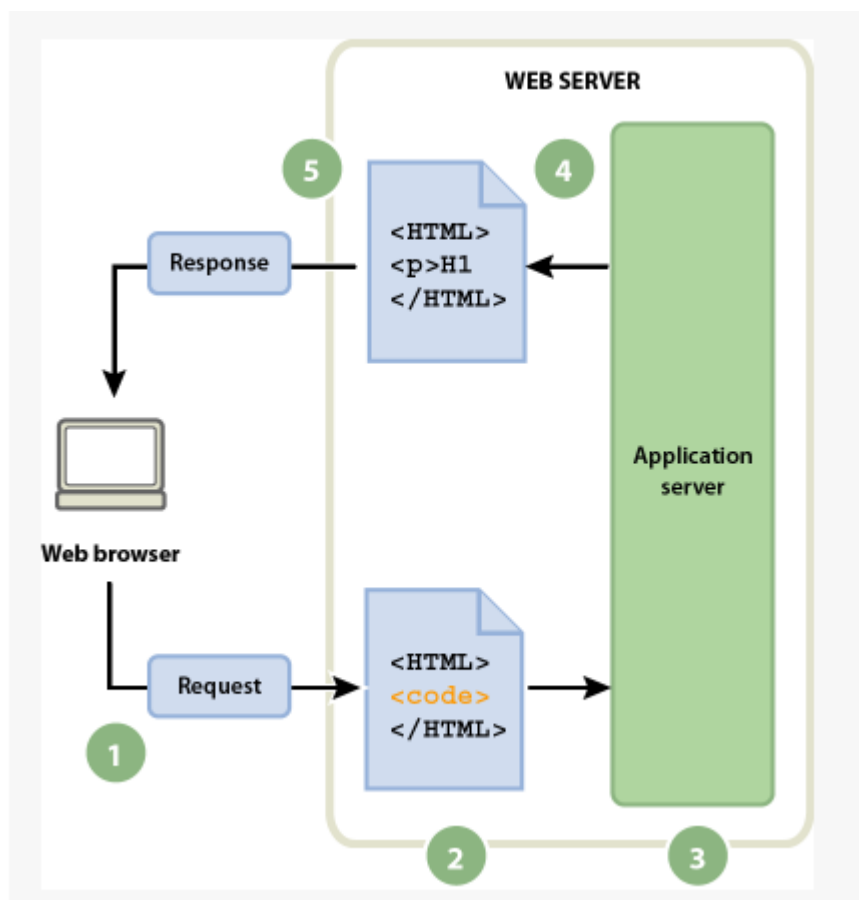 WEB SERVER
5
4
<HTML>
<p>H1
</HTML>
Response
Application
server
Web browser
<HTML>
<code>
</HTML>
Request
1
2
3